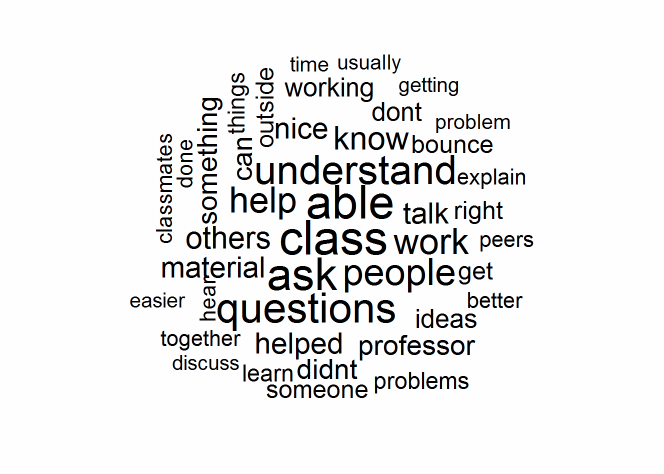 time usually
working getting
things
outside
dont
problem
nice know bounce
something
can
classmates
done
understand explain
help able talk right
others class work peers
material ask people get
hear
easier questions better
ideas
together helped professor
discuss learn didnt
someone problems